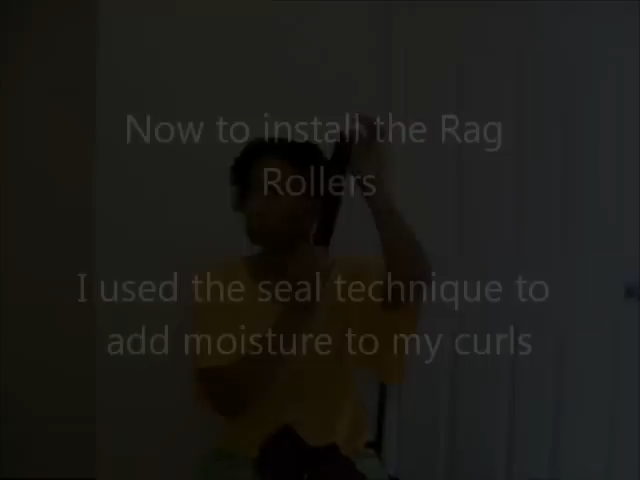 Now to install the Rag
Rollers
I used the seal technique to
add moisture to my curls